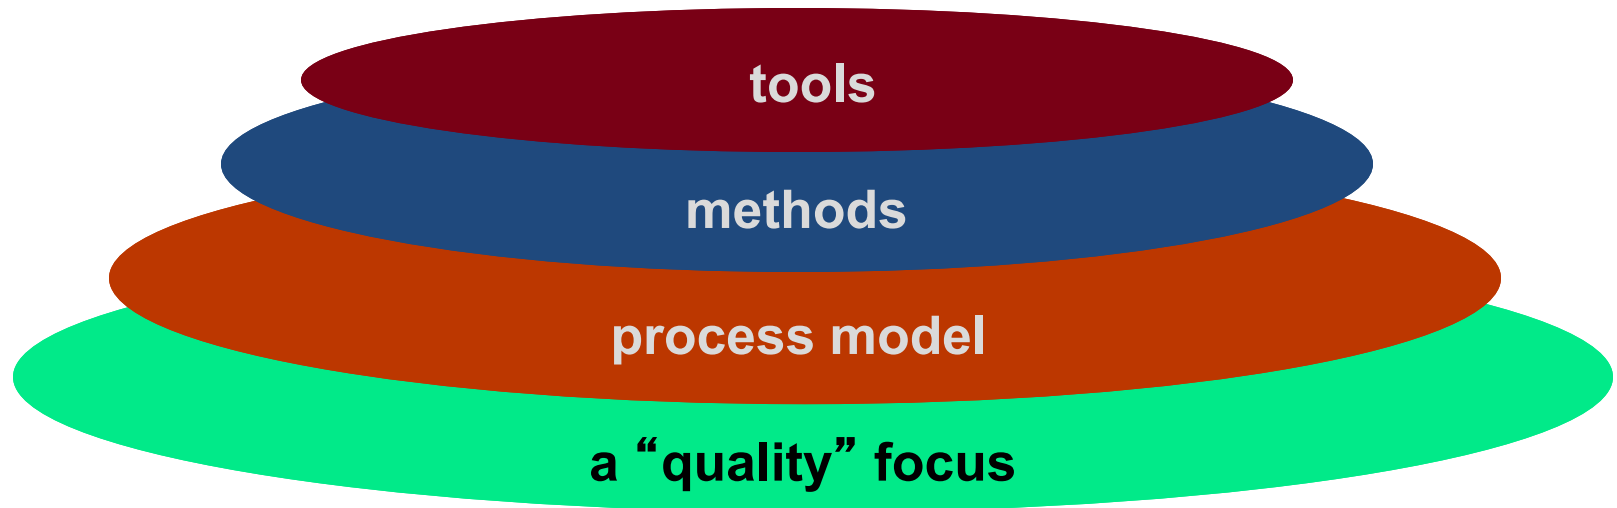 tools
methods
process model
a “quality” focus